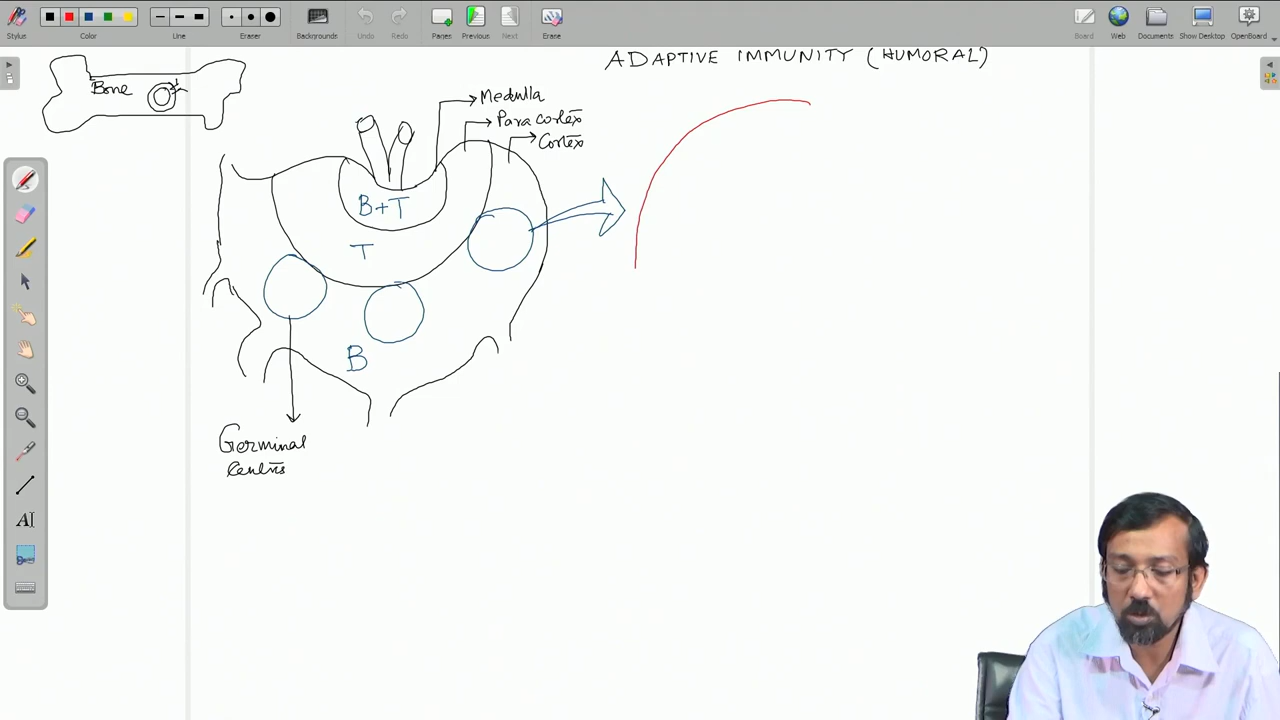 Stylus
Color
Line
Eraser
Backgrounds
Undo
Redo
Pages
Previous
Next
Erase
Board
Web
Documents
Show Desktop
OpenBoard
ADAPTIVE IMMUNITY (HUMORAL)
Bone
Medulla
Para cortex
Cortex
B+T
T
B
Germinal
AI